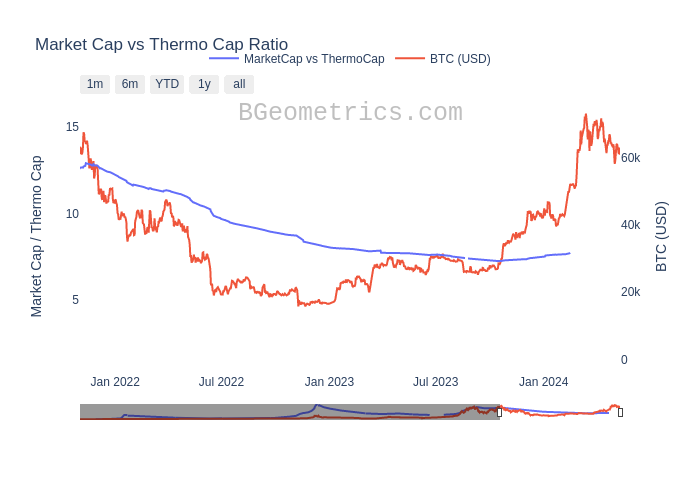 Market Cap vs Thermo Cap Ratio
MarketCap vs ThermoCap
BTC (USD)
1m
6m
YTD
1y
all
BGeometrics.com
15
10
5
Market Cap / Thermo Cap
60k
40k
20k
0
BTC (USD)
Jan 2022
Jul 2022
Jan 2023
Jul 2023
Jan 2024